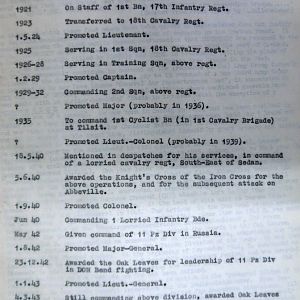 1921 On Staff of 1st Bn, 17th Infantry Regt.
1923 Transferred to 18th Cavalry Regt.
1.5.24 Promoted Lieutenant.
1925 Serving in 1st Sqn, 18th Cavalry Regt.
1926-28 Serving in Training Sqn, above regt.
1.2.29 Promoted Captain.
1929-32 Commanding 2nd Sqn, above regt.
? Promoted Major (probably in 1936).
1935 To command 1st Cyclist Bn (in 1st Cavalry Brigade)
at Tilsit.
? Promoted Lieut.-Colonel (probably in 1939).
18.5.40 Mentioned in despatches for his services, in command
of a lorried cavalry regt, South-East of Sedan.
5.6.40 Awarded the Knight's Cross of the Iron Cross for the
above operations, and for the subsequent attack on
Abbeville.
1.9.40 Promoted Colonel.
Jun 40 Commanding 1 Lorried Infantry Bde.
May 42 Given command of 11 Pz Div in Russia.
1.8.42 Promoted Major-General.
23.12.42 Awarded the Oak Leaves for leadership of 11 Pz Div
in DON Bend fighting.
1.1.43 Promoted Lieut.-General.
4.3.43 Still commanding above division, awarded Oak Leaves